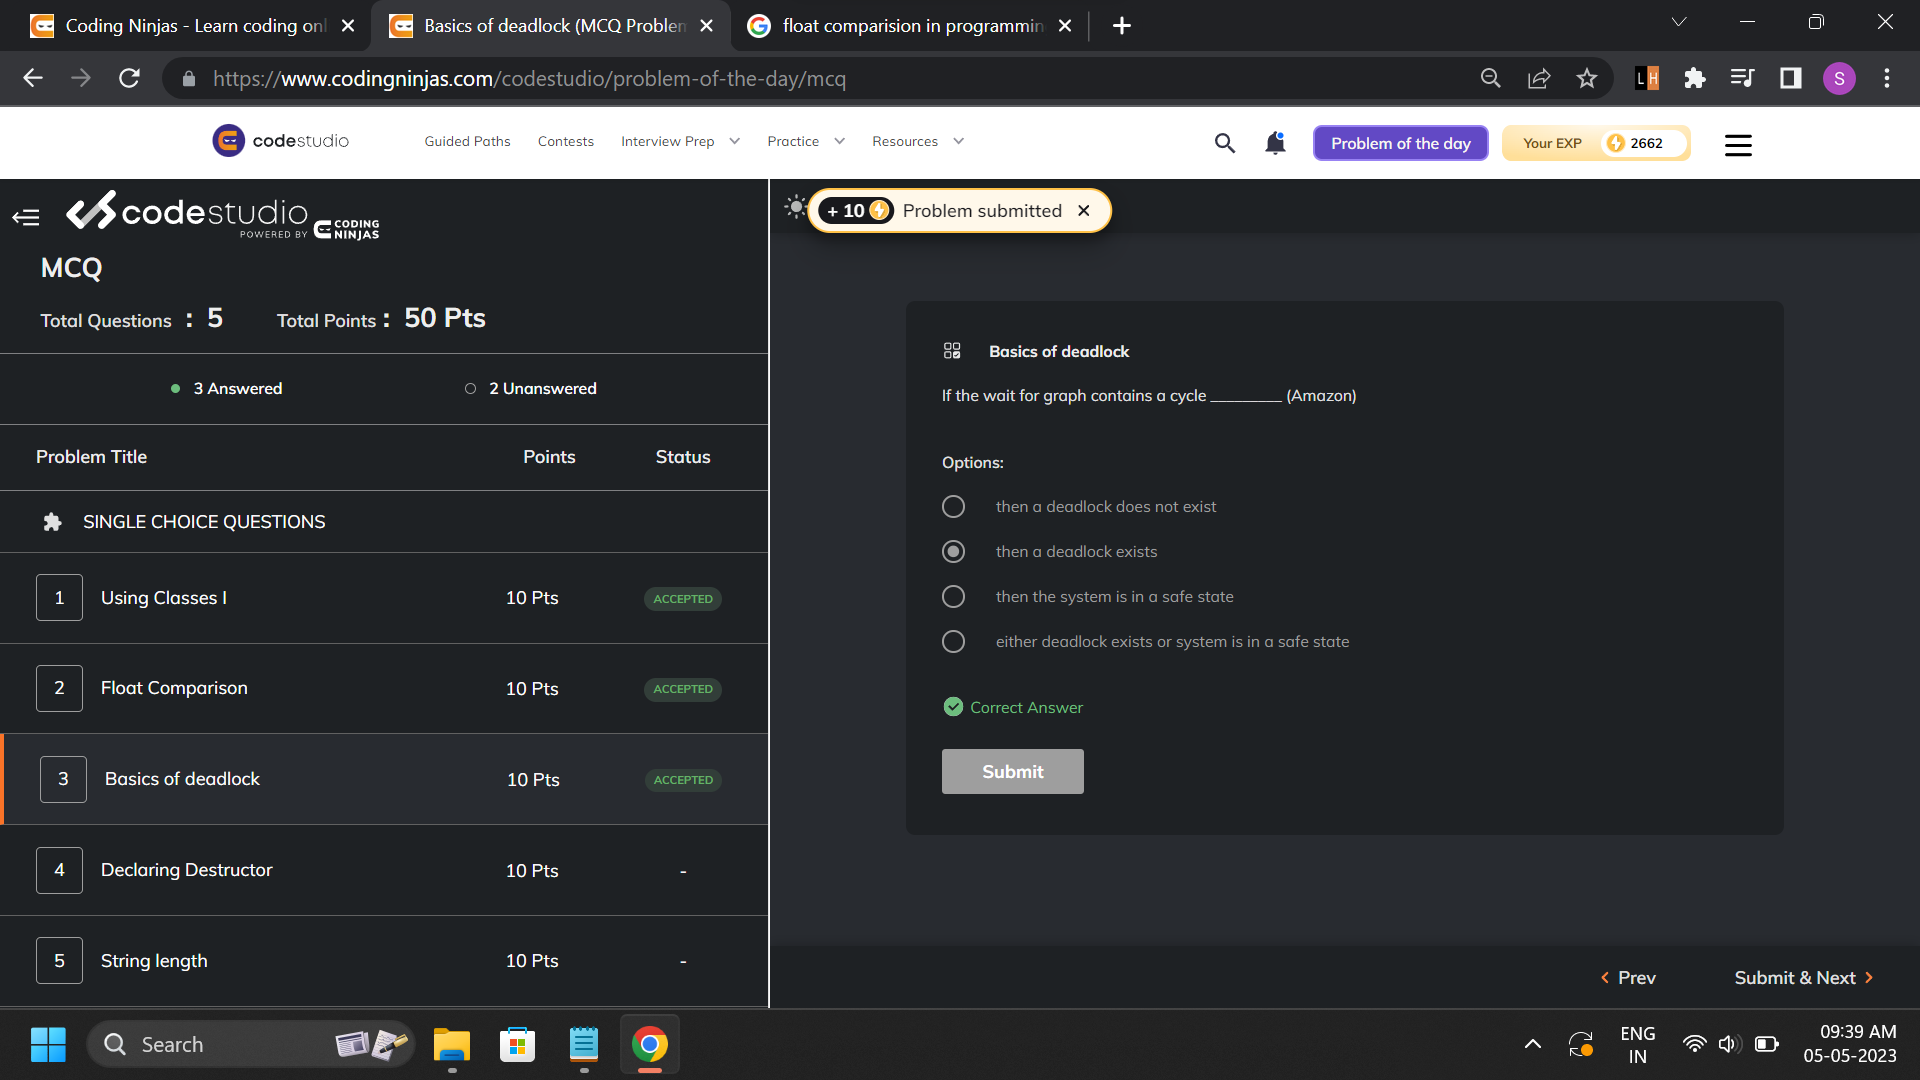 Coding Ninjas - Learn coding onl
Basics of deadlock (MCQ Problem
float comparision in programmin
https://www.codingninjas.com/codestudio/problem-of-the-day/mcq
L H
S
codestudio
Guided Paths
Contests
Interview Prep
Practice
Resources
Problem of the day
Your EXP
2662
codestudio
POWERED BY CODING NINJAS
+ 10 Problem submitted
MCQ
Total Questions : 5
Total Points : 50 Pts
3 Answered
2 Unanswered
Problem Title Points Status
SINGLE CHOICE QUESTIONS
1 Using Classes I 10 Pts ACCEPTED
2 Float Comparison 10 Pts ACCEPTED
3 Basics of deadlock 10 Pts ACCEPTED
4 Declaring Destructor 10 Pts -
5 String length 10 Pts -
Basics of deadlock
If the wait for graph contains a cycle _________ (Amazon)
Options:
then a deadlock does not exist
then a deadlock exists
then the system is in a safe state
either deadlock exists or system is in a safe state
Correct Answer
Submit
Prev
Submit & Next
Search
ENG
IN
09:39 AM
05-05-2023